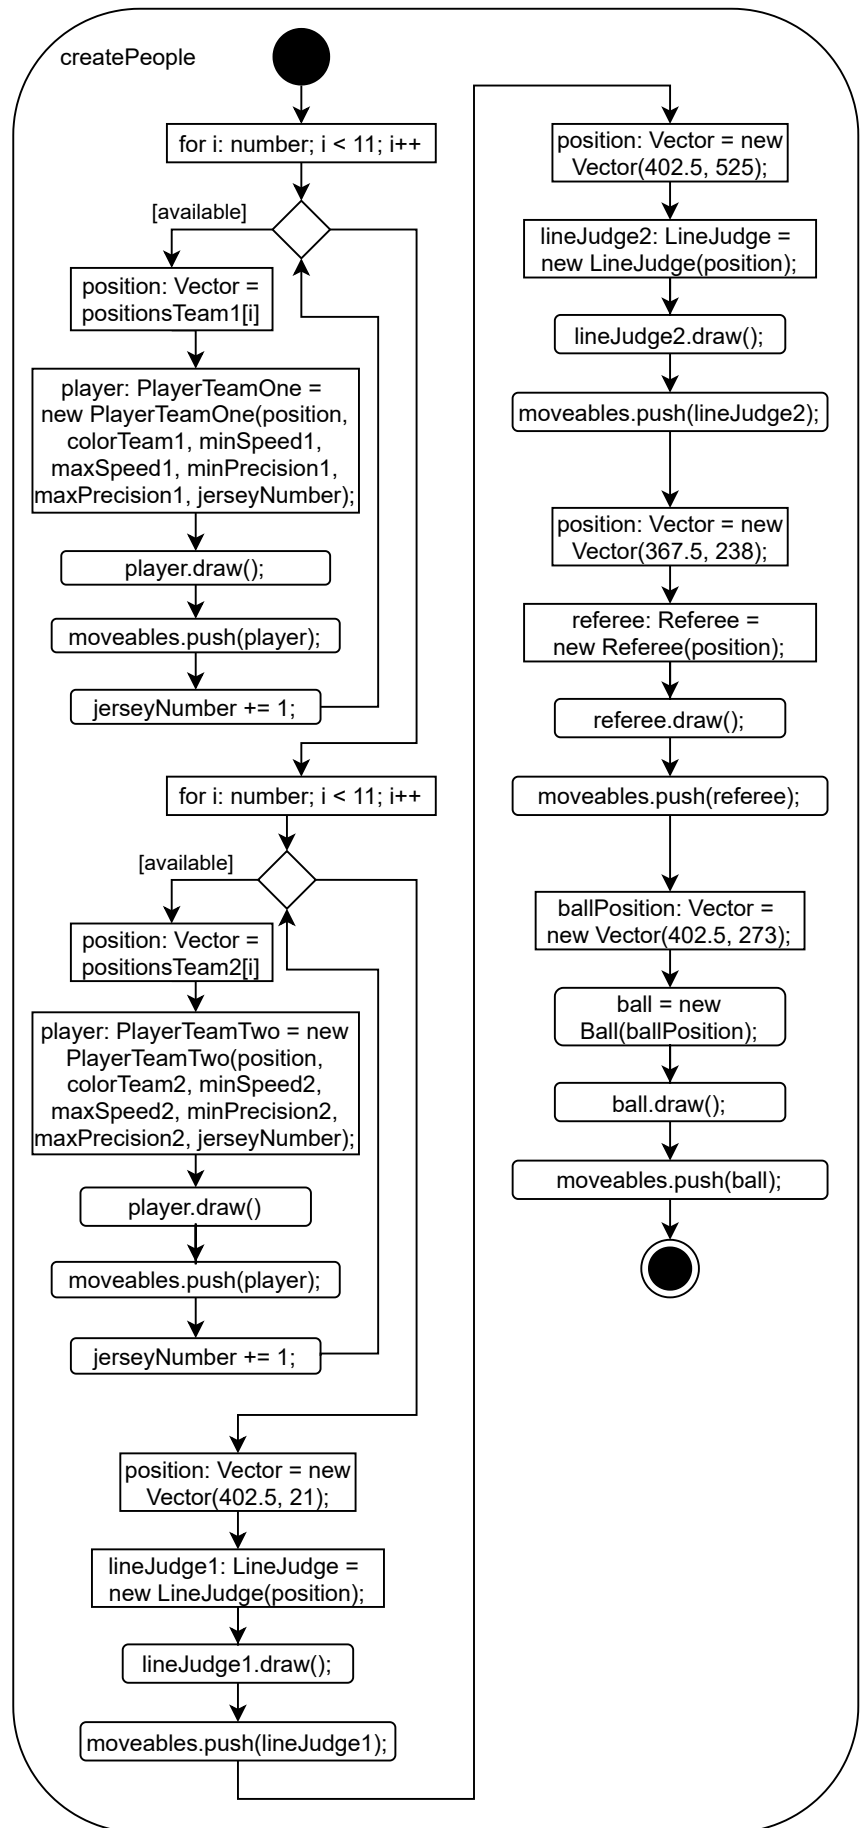 createPeople
for i: number; i < 11; i++
[available]
position: Vector =
positionsTeam1[i]
player: PlayerTeamOne =
new PlayerTeamOne(position,
colorTeam1, minSpeed1,
maxSpeed1, minPrecision1,
maxPrecision1, jerseyNumber);
player.draw();
moveables.push(player);
jerseyNumber += 1;
for i: number; i < 11; i++
[available]
position: Vector =
positionsTeam2[i]
player: PlayerTeamTwo = new
PlayerTeamTwo(position,
colorTeam2, minSpeed2,
maxSpeed2, minPrecision2,
maxPrecision2, jerseyNumber);
player.draw()
moveables.push(player);
jerseyNumber += 1;
position: Vector = new
Vector(402.5, 21);
lineJudge1: LineJudge =
new LineJudge(position);
lineJudge1.draw();
moveables.push(lineJudge1);
position: Vector = new
Vector(402.5, 525);
lineJudge2: LineJudge =
new LineJudge(position);
lineJudge2.draw();
moveables.push(lineJudge2);
position: Vector = new
Vector(367.5, 238);
referee: Referee =
new Referee(position);
referee.draw();
moveables.push(referee);
ballPosition: Vector =
new Vector(402.5, 273);
ball = new
Ball(ballPosition);
ball.draw();
moveables.push(ball);